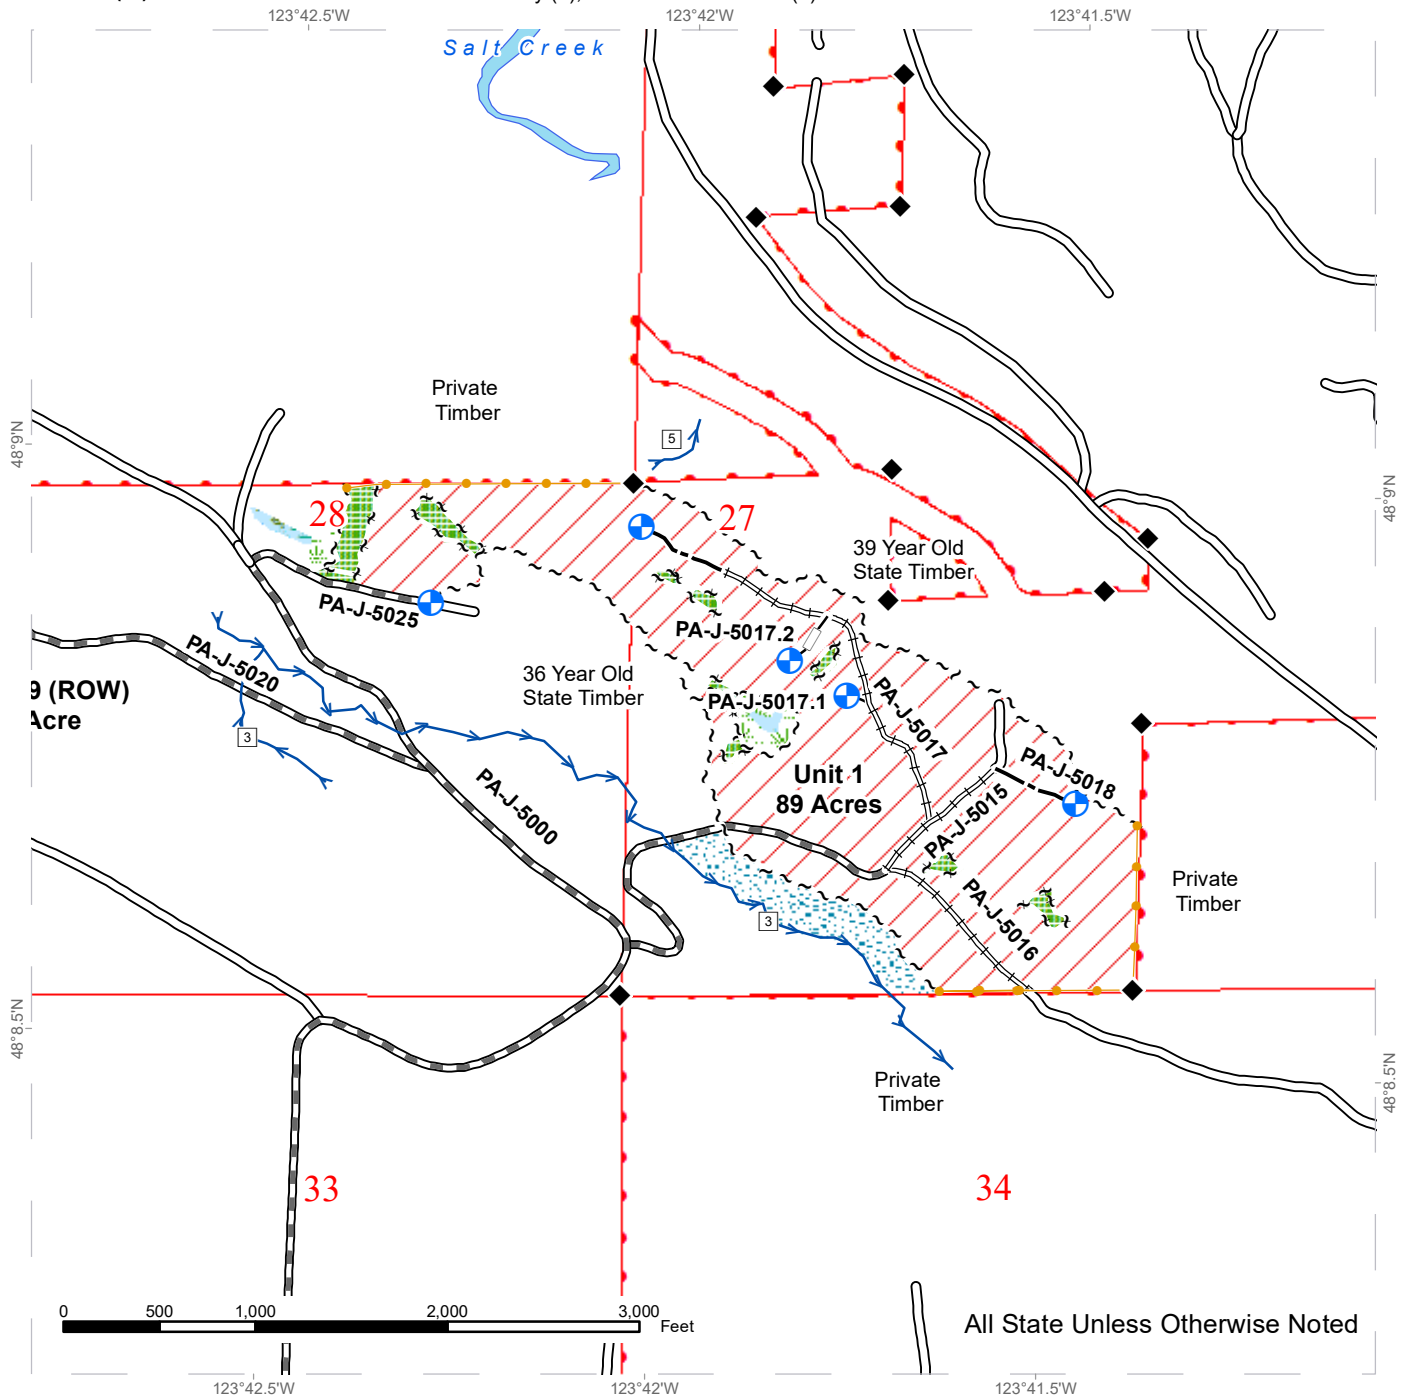 123°42.5'W
123°42'W
123°41.5'W
Salt Creek
48°9'N
48°9'N
Private
Timber
5
28
27
39 Year Old
State Timber
PA-J-5025
PA-J-5017.2
PA-J-5020
36 Year Old
State Timber
9 (ROW)
Acre
PA-J-5017.1
PA-J-5017
3
PA-J-5018
Unit 1
89 Acres
PA-J-5000
PA-J-5015
Private
Timber
3
PA-J-5016
48°8.5'N
48°8.5'N
Private
Timber
33
34
0 500 1,000 2,000 3,000
Feet
All State Unless Otherwise Noted
123°42.5'W
123°42'W
123°41.5'W